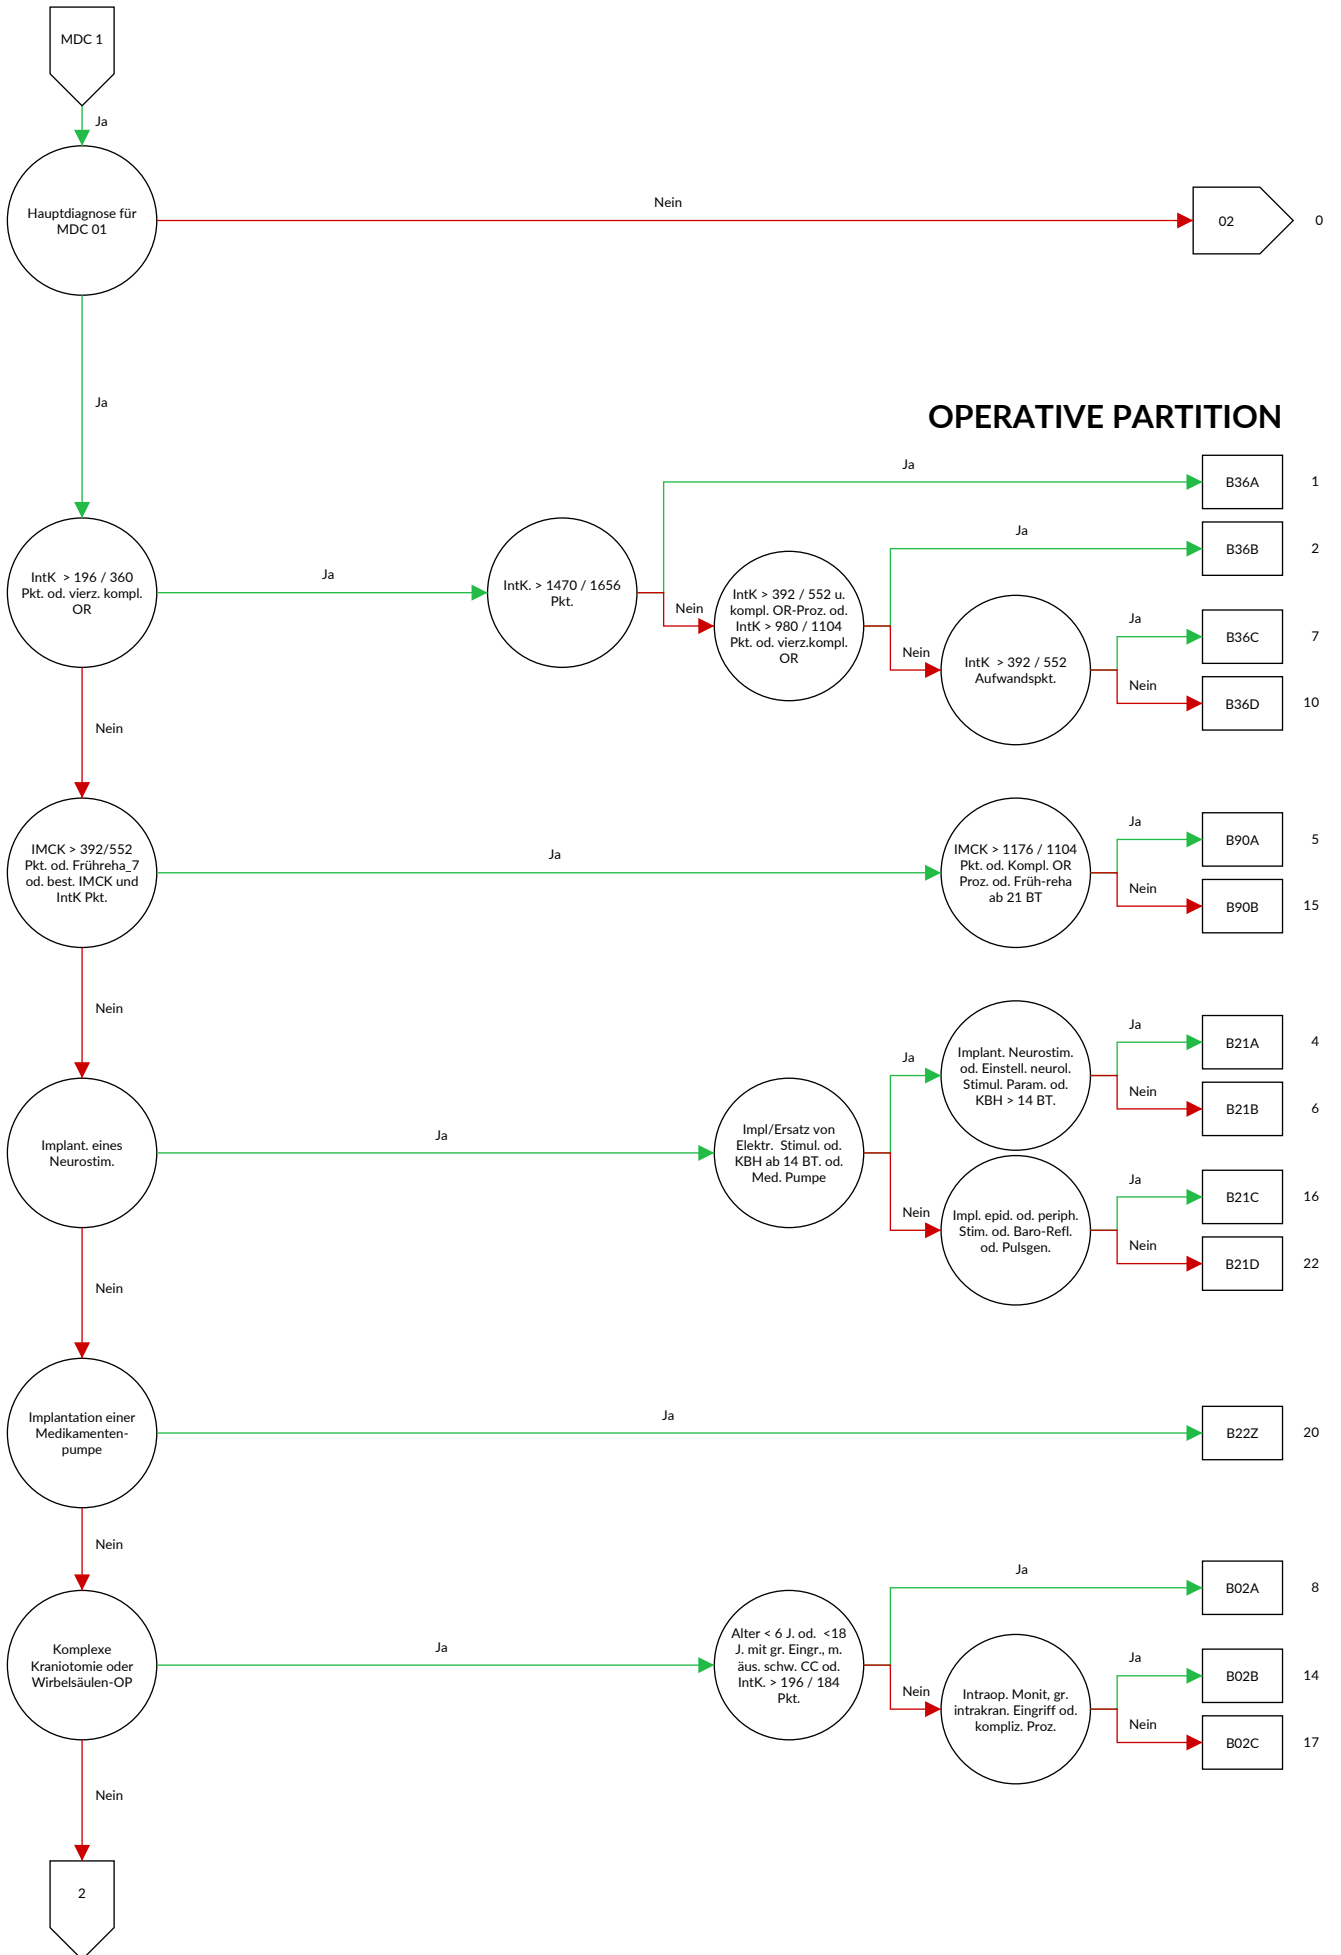 MDC 1
Ja
Hauptdiagnose für
MDC 01
Nein
02
0
Ja
OPERATIVE PARTITION
IntK > 196 / 360
Pkt. od. vierz. kompl.
OR
Ja
IntK. > 1470 / 1656
Pkt.
Ja
B36A
1
Nein
IntK > 392 / 552 u.
kompl. OR-Proz. od.
IntK > 980 / 1104
Pkt. od. vierz.kompl.
OR
Ja
B36B
2
Nein
IntK > 392 / 552
Aufwandspkt.
Ja
B36C
7
Nein
B36D
10
Nein
IMCK > 392/552
Pkt. od. Frühreha_7
od. best. IMCK und
IntK Pkt.
Ja
IMCK > 1176 / 1104
Pkt. od. Kompl. OR
Proz. od. Früh-reha
ab 21 BT
Ja
B90A
5
Nein
B90B
15
Nein
Implant. eines
Neurostim.
Ja
Impl/Ersatz von
Elektr. Stimul. od.
KBH ab 14 BT. od.
Med. Pumpe
Ja
Implant. Neurostim.
od. Einstell. neurol.
Stimul. Param. od.
KBH > 14 BT.
Ja
B21A
4
Nein
B21B
6
Nein
Impl. epid. od. periph.
Stim. od. Baro-Refl.
od. Pulsgen.
Ja
B21C
16
Nein
B21D
22
Nein
Implantation einer
Medikamenten-
pumpe
Ja
B22Z
20
Nein
Komplexe
Kraniotomie oder
Wirbelsäulen-OP
Ja
Alter < 6 J. od. <18
J. mit gr. Eingr., m.
äus. schw. CC od.
IntK. > 196 / 184
Pkt.
Ja
B02A
8
Nein
Intraop. Monit, gr.
intrakran. Eingriff od.
kompliz. Proz.
Ja
B02B
14
Nein
B02C
17
Nein
2